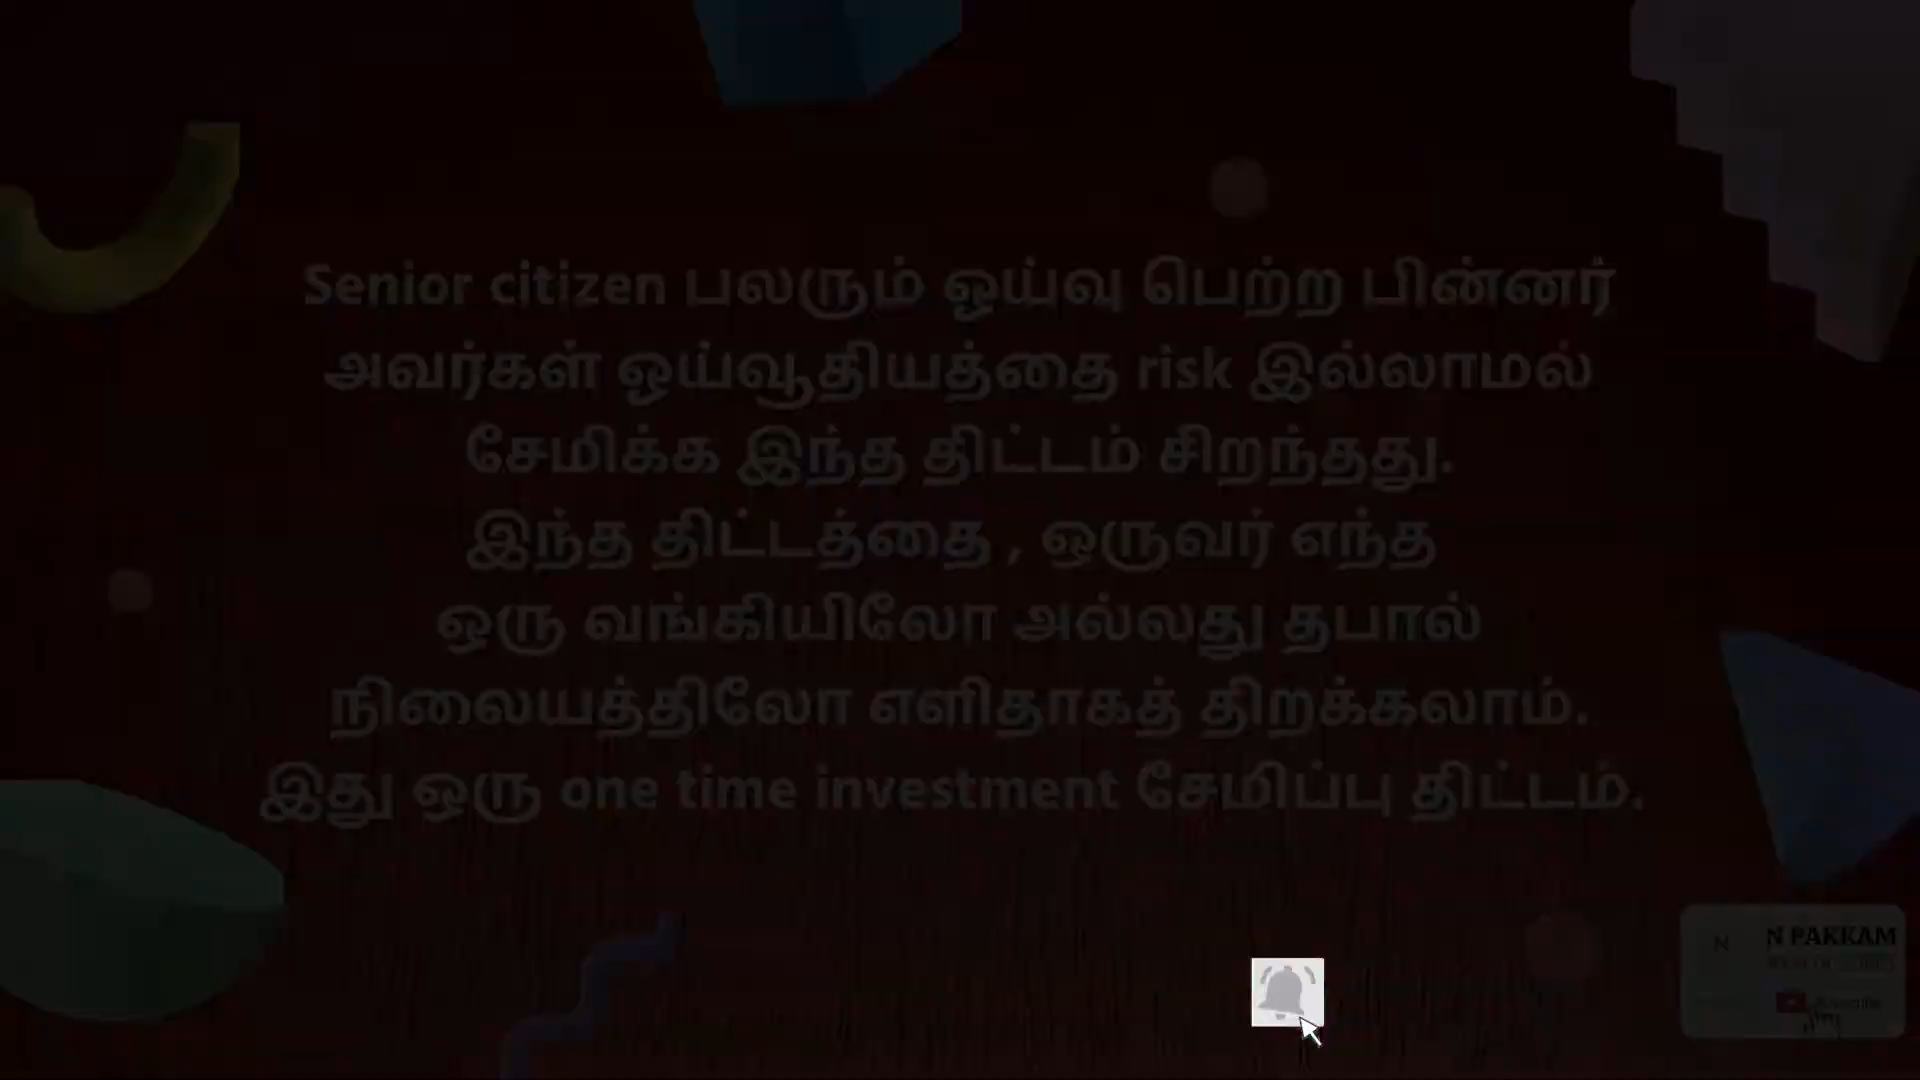 Senior citizen பலரும் ஓய்வு பெற்ற பின்னர்
அவர்கள் ஓய்வூதியத்தை risk இல்லாமல்
சேமிக்க இந்த திட்டம் சிறந்தது.
இந்த திட்டத்தை , ஒருவர் எந்த
ஒரு வங்கியிலோ அல்லது தபால்
நிலையத்திலோ எளிதாகத் திறக்கலாம்.
இது ஒரு one time investment சேமிப்பு திட்டம்.
N
N PAKKAM